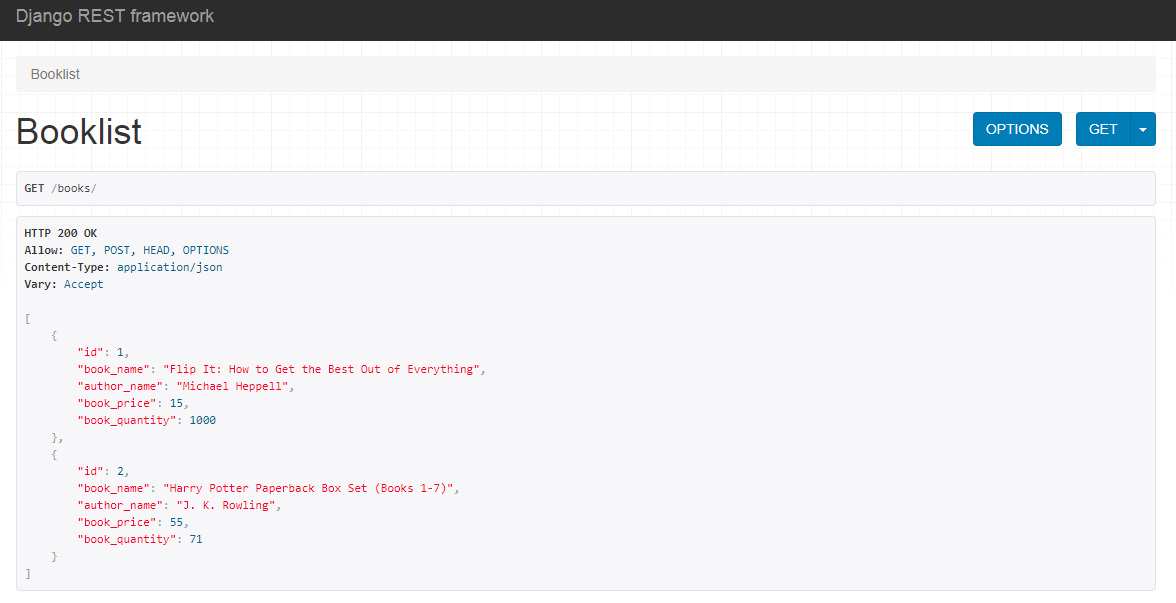 Django REST framework
Booklist
Booklist
OPTIONS
GET
GET /books/
HTTP 200 OK
Allow: GET, POST, HEAD, OPTIONS
Content-Type: application/json
Vary: Accept
[
    {
        "id": 1,
        "book_name": "Flip It: How to Get the Best Out of Everything",
        "author_name": "Michael Heppell",
        "book_price": 15,
        "book_quantity": 1000
    },
    {
        "id": 2,
        "book_name": "Harry Potter Paperback Box Set (Books 1-7)",
        "author_name": "J. K. Rowling",
        "book_price": 55,
        "book_quantity": 71
    }
]